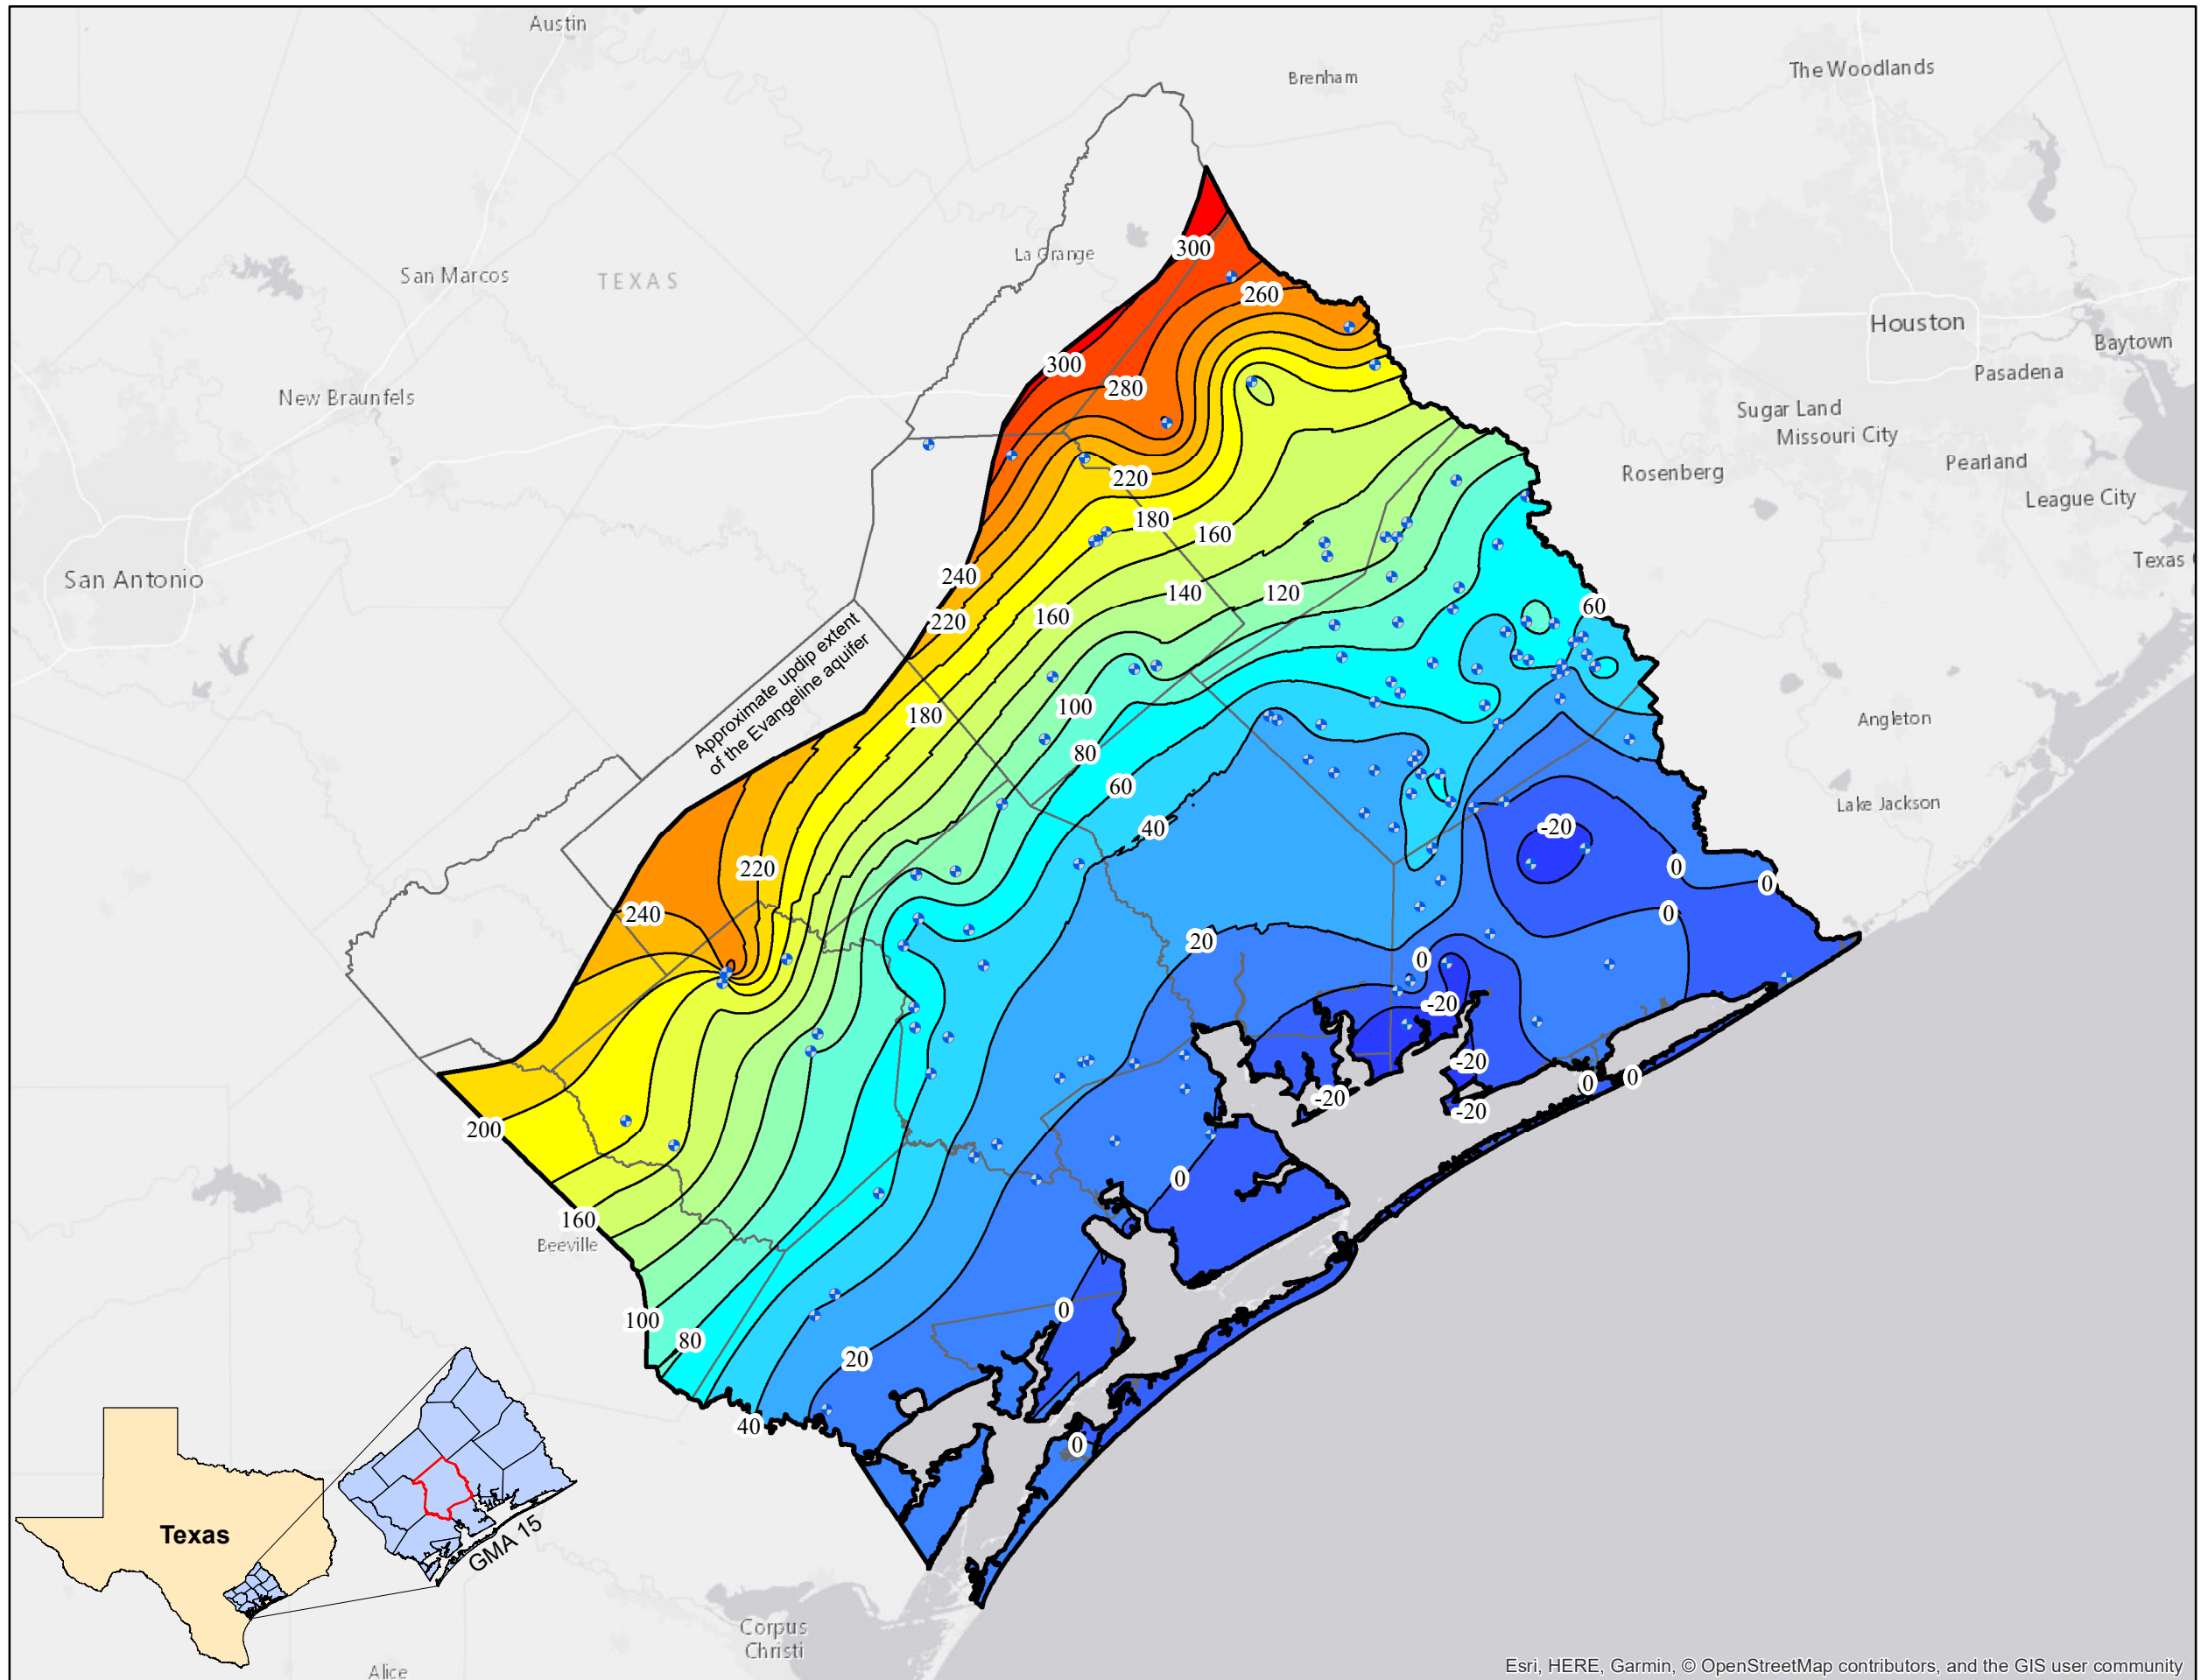 Austin
Brenham
The Woodlands
La Grange
300
San Marcos
TEXAS
260
Houston
Baytown
300
Pasadena
280
New Braunfels
Sugar Land
Missouri City
Pearland
Rosenberg
220
League City
180
160
Texas
San Antonio
240
140
120
60
160
220
Approximate updip extent
of the Evangeline aquifer
100
180
Angleton
80
60
Lake Jackson
40
-20
220
0
0
240
0
20
0
-20
-20
0
0
-20
-20
200
0
160
Beeville
0
100
80
20
40
0
Texas
GMA 15
Corpus
Christi
Alice
Esri, HERE, Garmin, © OpenStreetMap contributors, and the GIS user community